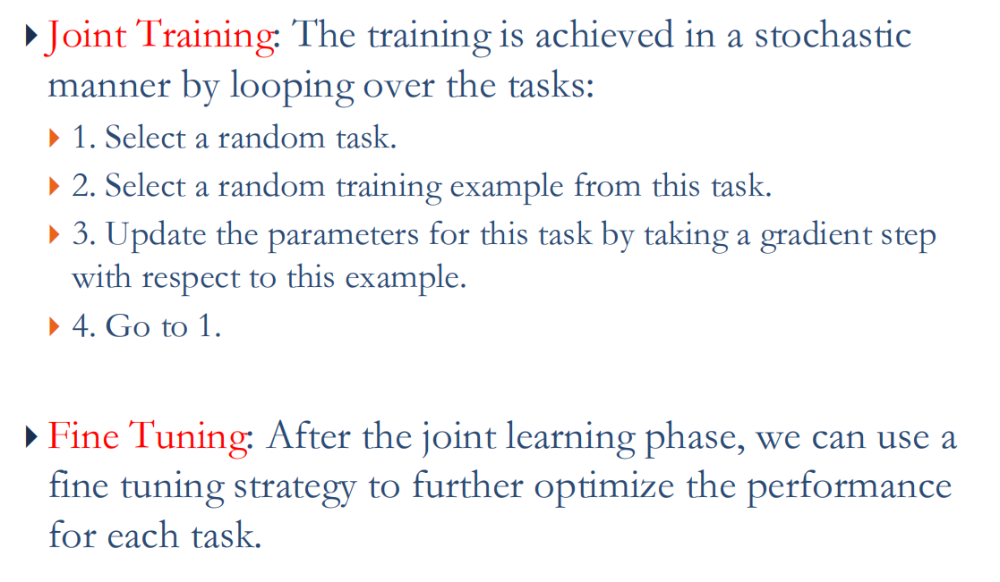 Joint Training: The training is achieved in a stochastic
manner by looping over the tasks:
1. Select a random task.
2. Select a random training example from this task.
3. Update the parameters for this task by taking a gradient step
with respect to this example.
4. Go to 1.
Fine Tuning: After the joint learning phase, we can use a
fine tuning strategy to further optimize the performance
for each task.